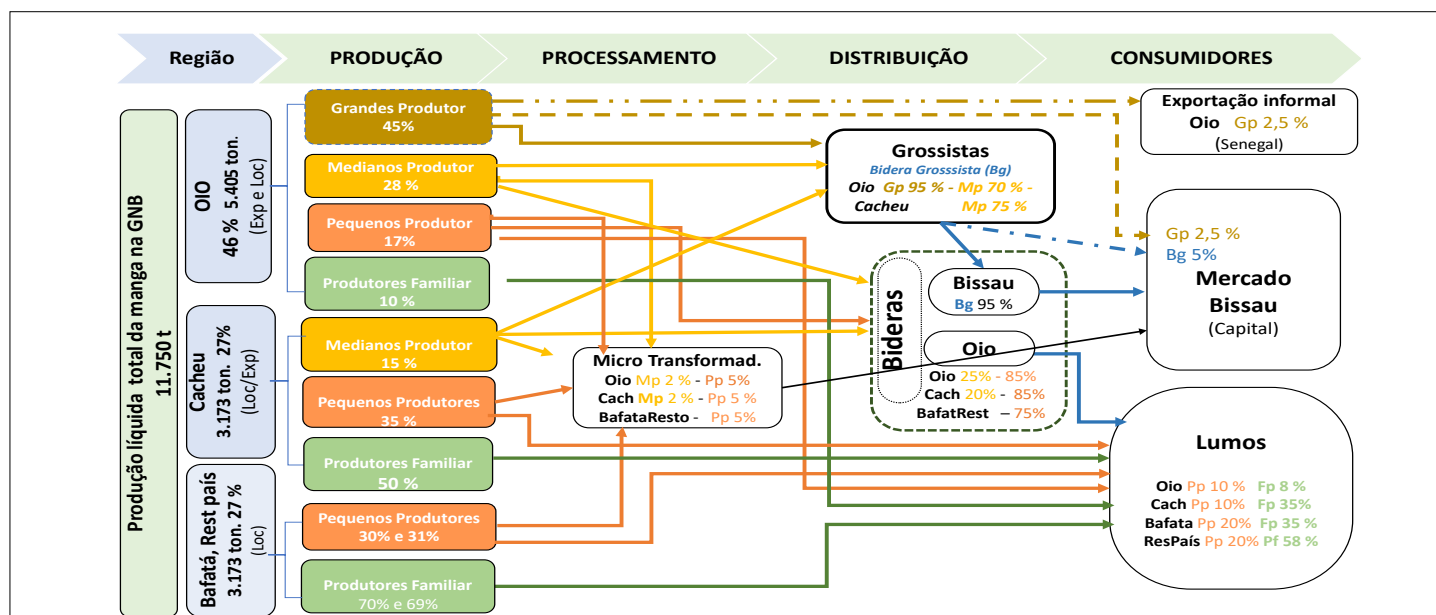 Região
PRODUÇÃO
PROCESSAMENTO
DISTRIBUIÇÃO
CONSUMIDORES
Produção líquida total da manga na GNB
11.750 t
OIO
46 % 5.405 ton.
(Exp e Loc)
Cacheu
3.173 ton. 27%
(Loc/Exp)
Bafatá, Rest país
3.173 ton. 27 %
(Loc)
Grandes Produtor
45%
Medianos Produtor
28 %
Pequenos Produtor
17%
Produtores Familiar
10 %
Medianos Produtor
15 %
Pequenos Produtores
35 %
Produtores Familiar
50 %
Pequenos Produtores
30% e 31%
Produtores Familiar
70% e 69%
Micro Transformad.
Oio Mp 2 % - Pp 5%
Cach Mp 2% - Pp 5 %
BafataResto - Pp 5%
Grossistas
Bidera Grosssista (Bg)
Oio Gp 95 % - Mp 70 % -
Cacheu Mp 75 %
Bideras
Bissau
Bg 95 %
Oio
Oio 25% - 85%
Cach 20% - 85%
BafatRest – 75%
Exportação informal
Oio Gp 2,5 %
(Senegal)
Gp 2,5 %
Bg 5%
Mercado
Bissau
(Capital)
Lumos
Oio Pp 10 % Fp 8 %
Cach Pp 10% Fp 35%
Bafata Pp 20% Fp 35 %
ResPaís Pp 20% Pf 58 %